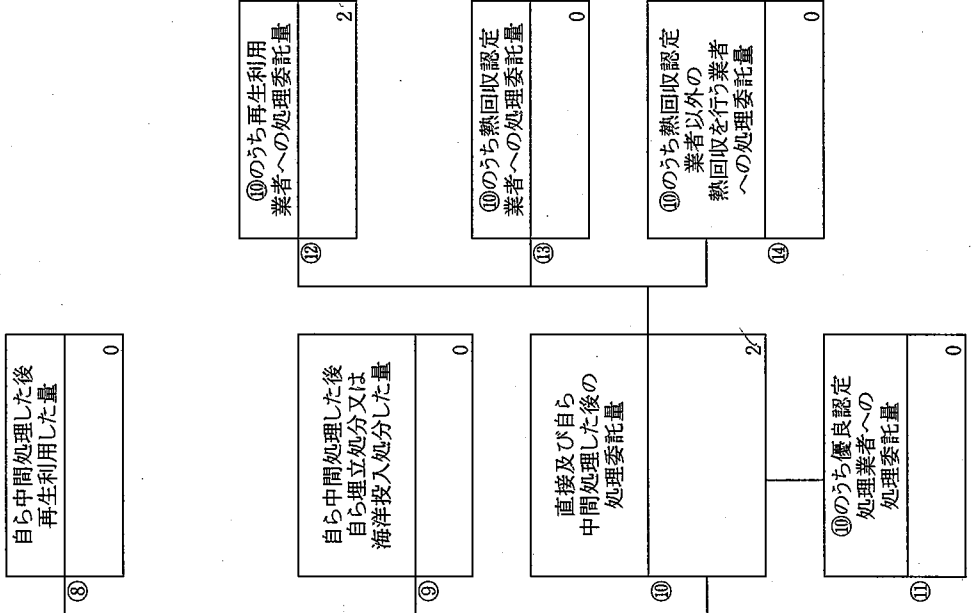 ⑧
自ら中間処理した後
再生利用した量
0
⑨
自ら中間処理した後
自ら埋立処分又は
海洋投入処分した量
0
⑩
直接及び自ら
中間処理した後の
処理委託量
2
⑪
⑩のうち優良認定
処理業者への
処理委託量
0
⑫
⑩のうち再生利用
業者への処理委託量
2
⑬
⑩のうち熱回収認定
業者への処理委託量
0
⑭
⑩のうち熱回収認定
業者以外の
熱回収を行う業者
への処理委託量
0